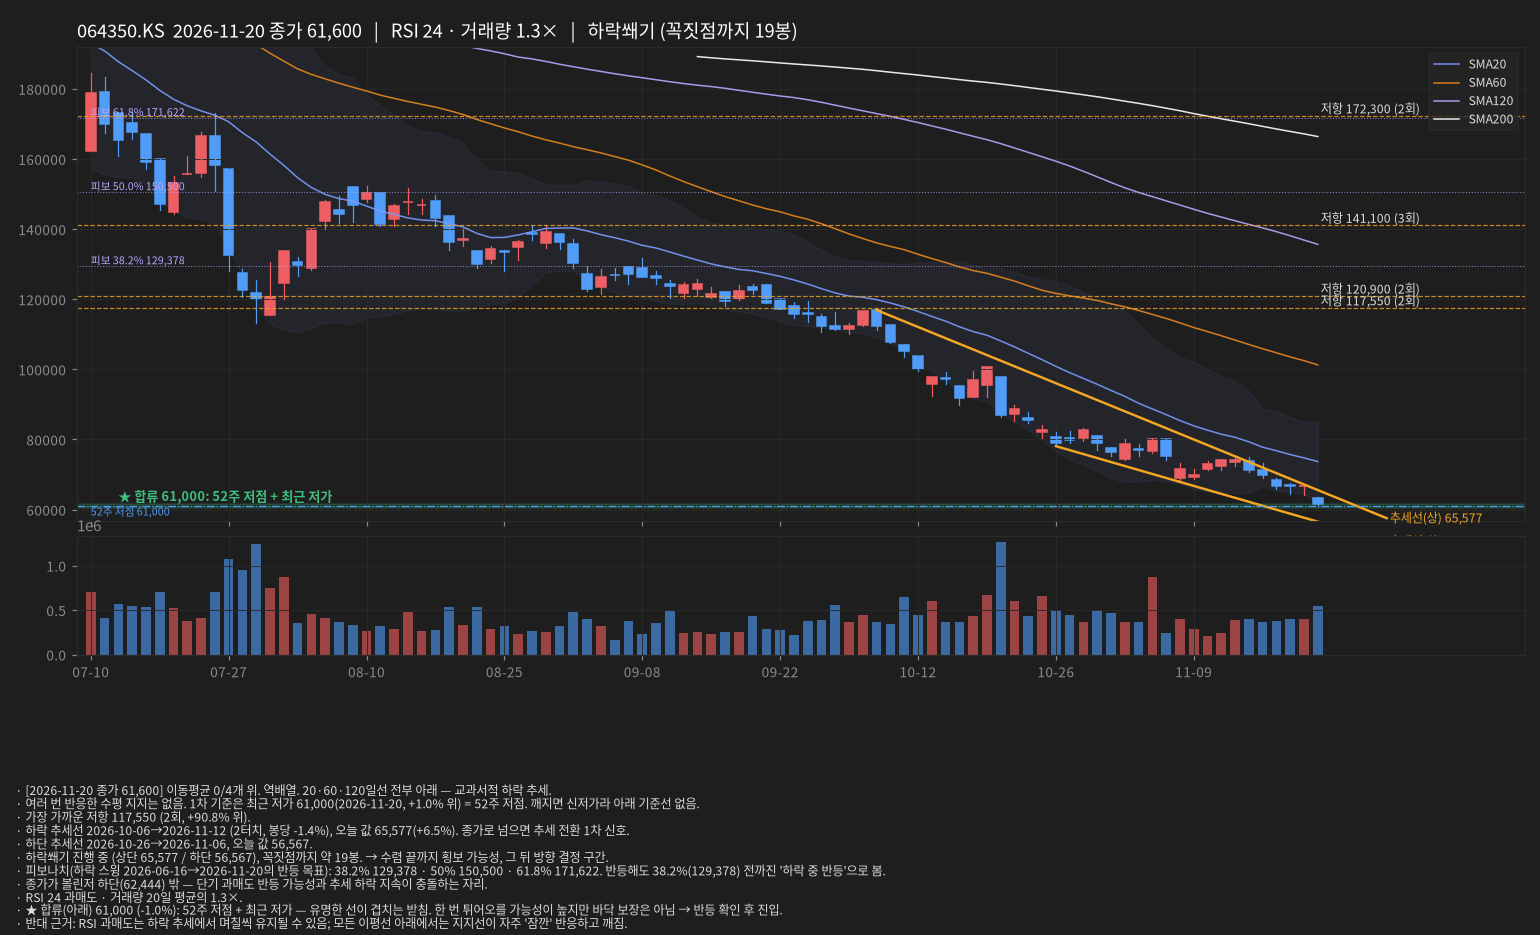 064350.KS 2026-11-20 종가 61,600 | RSI 24 · 거래량 1.3× | 하락쐐기 (꼭짓점까지 19봉)
SMA20
SMA60
SMA120
SMA200
180000
160000
140000
120000
100000
80000
60000
피보 61.8% 171,622
피보 50.0% 150,500
피보 38.2% 129,378
저항 172,300 (2회)
저항 141,100 (3회)
저항 120,900 (2회)
저항 117,550 (2회)
★ 합류 61,000: 52주 저점 + 최근 저가
52주 저점 61,000
추세선(상) 65,577
1e6
1.0
0.5
0.0
07-10
07-27
08-10
08-25
09-08
09-22
10-12
10-26
11-09
· [2026-11-20 종가 61,600] 이동평균 0/4개 위. 역배열. 20·60·120일선 전부 아래 — 교과서적 하락 추세.
· 여러 번 반응한 수평 지지는 없음. 1차 기준은 최근 저가 61,000(2026-11-20, +1.0% 위) = 52주 저점. 깨지면 신저가라 아래 기준선 없음.
· 가장 가까운 저항 117,550 (2회, +90.8% 위).
· 하락 추세선 2026-10-06→2026-11-12 (2터치, 봉당 -1.4%), 오늘 값 65,577(+6.5%). 종가로 넘으면 추세 전환 1차 신호.
· 하단 추세선 2026-10-26→2026-11-06, 오늘 값 56,567.
· 하락쐐기 진행 중 (상단 65,577 / 하단 56,567), 꼭짓점까지 약 19봉. → 수렴 끝까지 횡보 가능성, 그 뒤 방향 결정 구간.
· 피보나치(하락 스윙 2026-06-16→2026-11-20의 반등 목표): 38.2% 129,378 · 50% 150,500 · 61.8% 171,622. 반등해도 38.2%(129,378) 전까진 '하락 중 반등'으로 봄.
· 종가가 볼린저 하단(62,444) 밖 — 단기 과매도 반등 가능성과 추세 하락 지속이 충돌하는 자리.
· RSI 24 과매도 · 거래량 20일 평균의 1.3×.
· ★ 합류(아래) 61,000 (-1.0%): 52주 저점 + 최근 저가 — 유명한 선이 겹치는 받침. 한 번 튀어오를 가능성이 높지만 바닥 보장은 아님 → 반등 확인 후 진입.
· 반대 근거: RSI 과매도는 하락 추세에서 며칠씩 유지될 수 있음; 모든 이평선 아래에서는 지지선이 자주 '잠깐' 반응하고 깨짐.